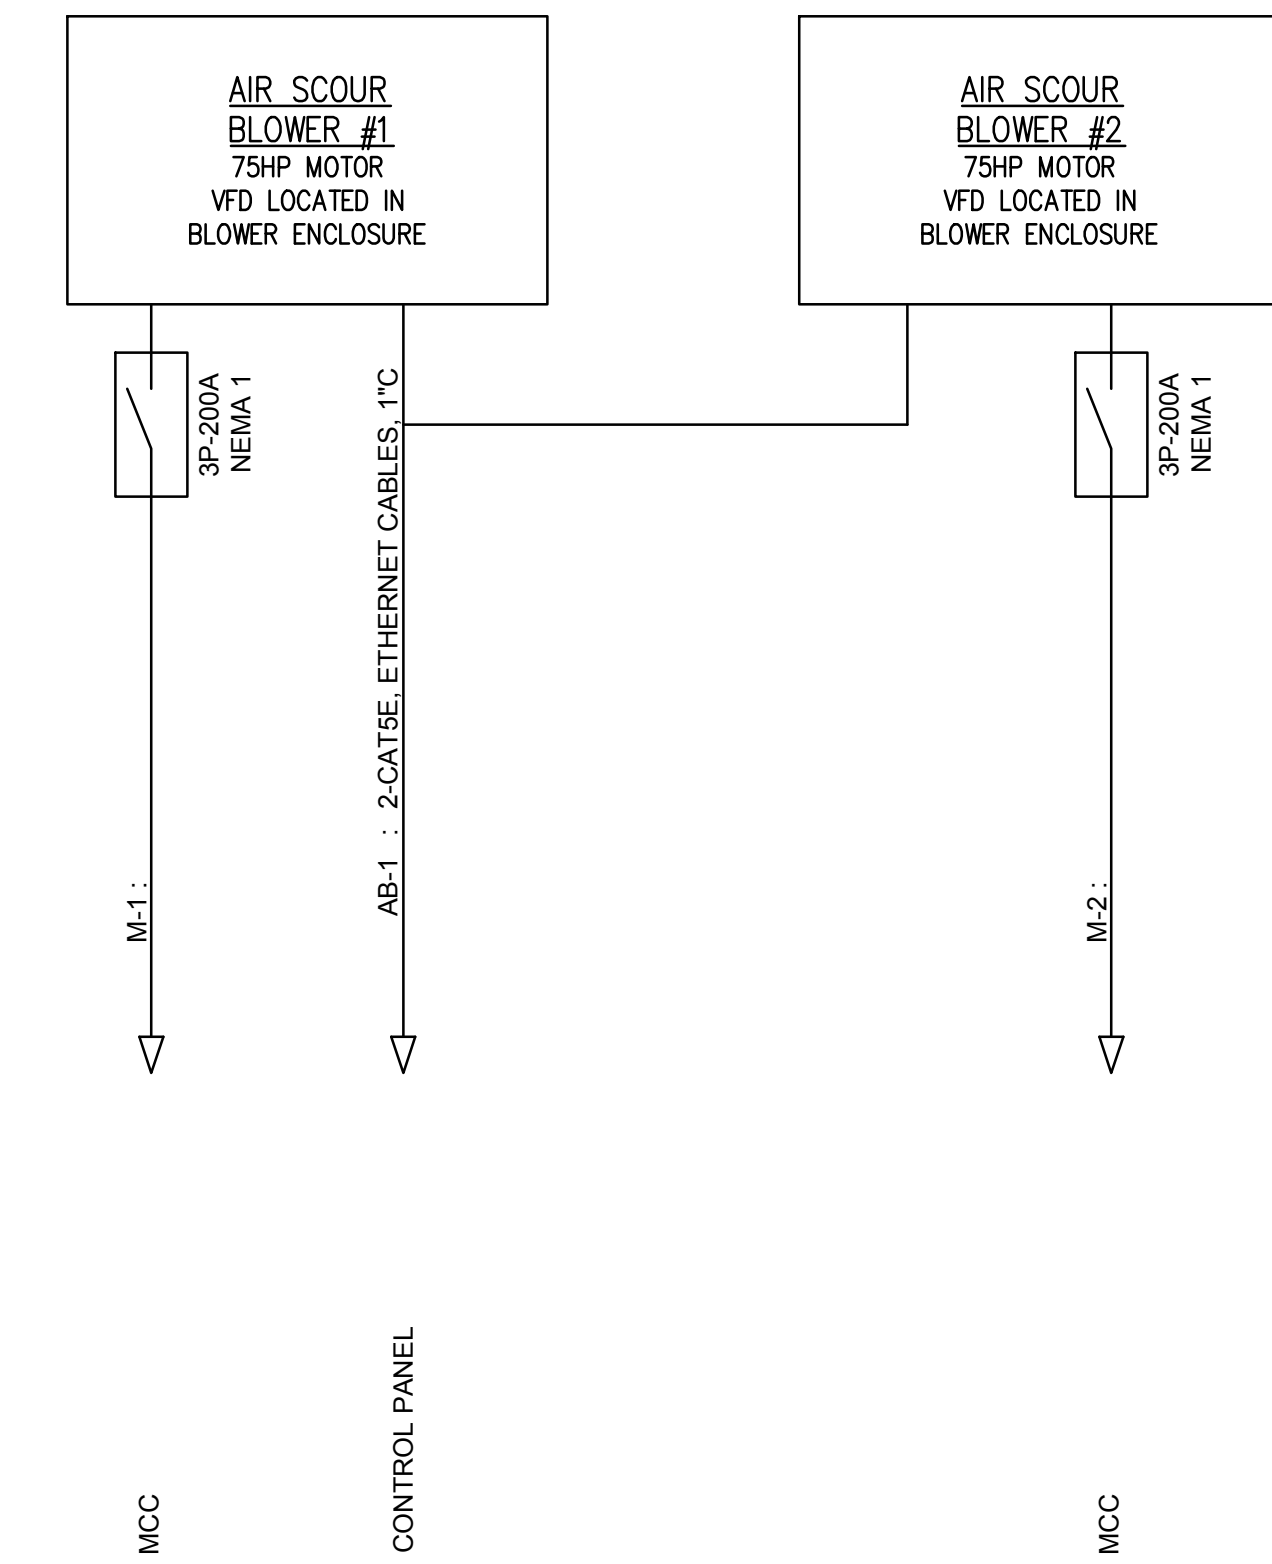 AIR SCOUR
BLOWER #1
75HP MOTOR
VFD LOCATED IN
BLOWER ENCLOSURE
AIR SCOUR
BLOWER #2
75HP MOTOR
VFD LOCATED IN
BLOWER ENCLOSURE
3P-200A
NEMA 1
AB-1 : 2-CAT5E, ETHERNET CABLES, 1"C
3P-200A
NEMA 1
M-1 :
M-2 :
MCC
CONTROL PANEL
MCC